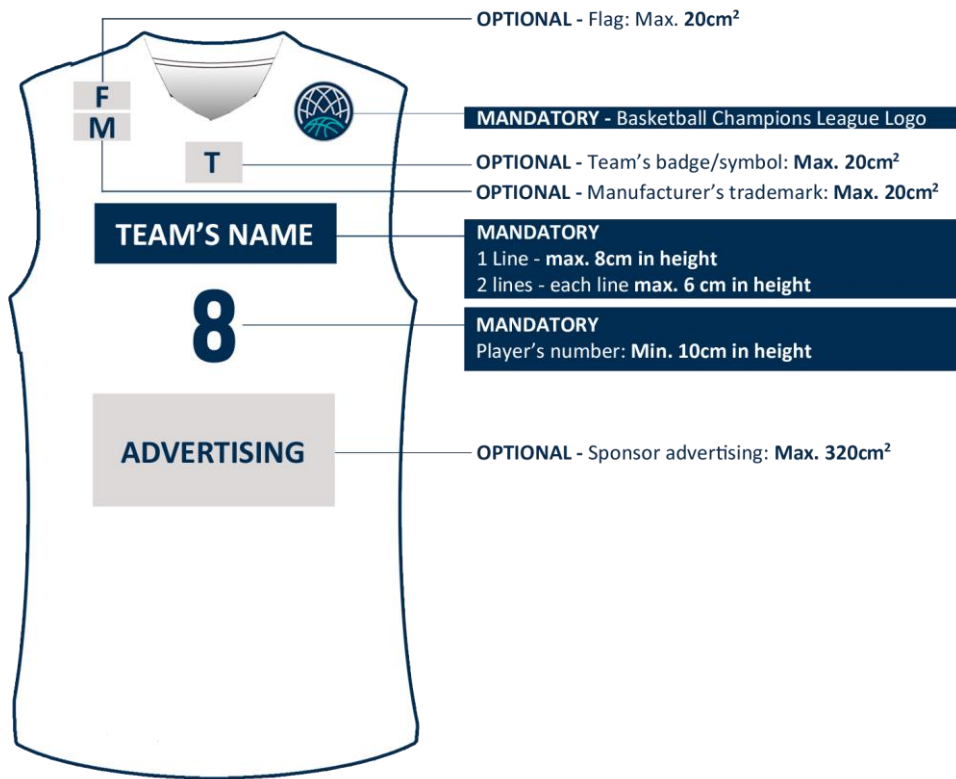 OPTIONAL - Flag: Max. 20cm²
F
MANDATORY - Basketball Champions League Logo
M
T
OPTIONAL - Team's badge/symbol: Max. 20cm²
OPTIONAL - Manufacturer's trademark: Max. 20cm²
TEAM'S NAME
MANDATORY
1 Line - max. 8cm in height
2 lines - each line max. 6 cm in height
8
MANDATORY
Player's number: Min. 10cm in height
ADVERTISING
OPTIONAL - Sponsor advertising: Max. 320cm²